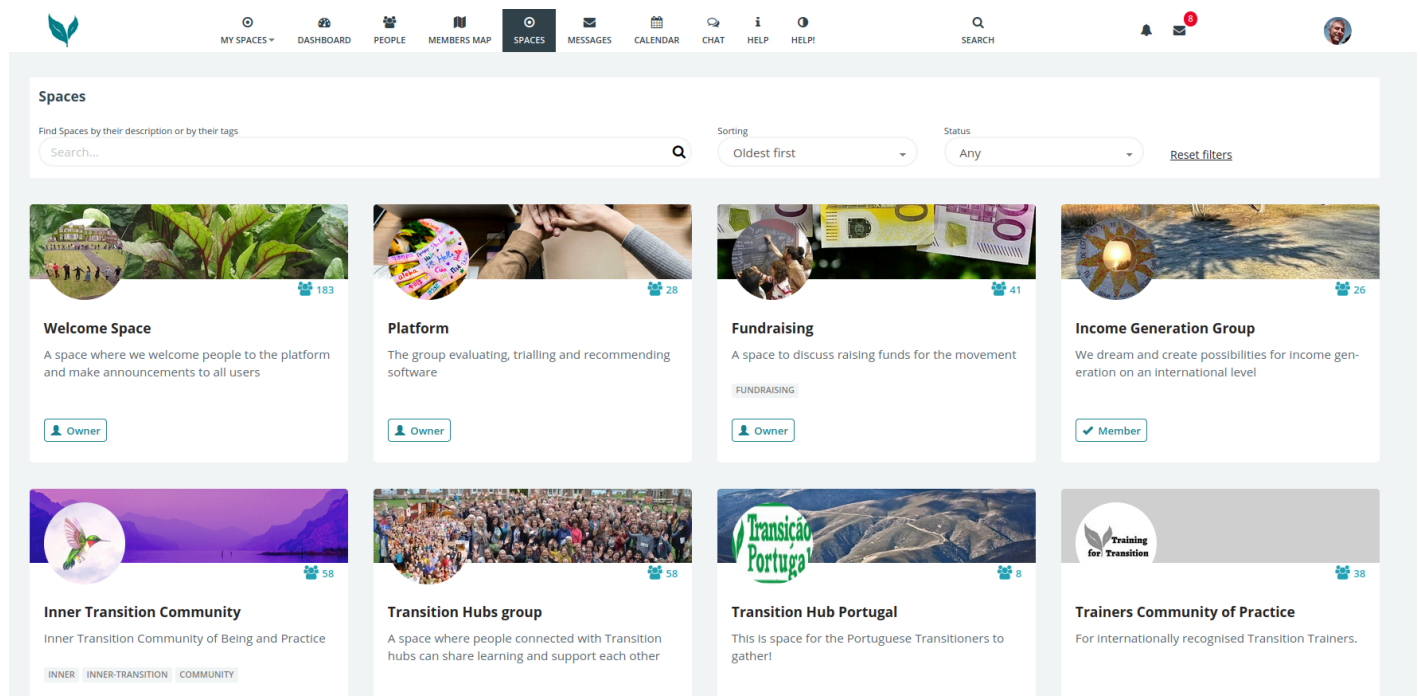 MY SPACES
DASHBOARD
PEOPLE
MEMBERS MAP
SPACES
MESSAGES
CALENDAR
CHAT
HELP
HELP!
SEARCH
8
Spaces
Find Spaces by their description or by their tags
Search...
Sorting
Oldest first
Status
Any
Reset filters
183
Welcome Space
A space where we welcome people to the platform
and make announcements to all users
Owner
28
Platform
The group evaluating, trialling and recommending
software
Owner
41
Fundraising
A space to discuss raising funds for the movement
FUNDRAISING
Owner
26
Income Generation Group
We dream and create possibilities for income gen-
eration on an international level
Member
58
Inner Transition Community
Inner Transition Community of Being and Practice
INNER
INNER-TRANSITION
COMMUNITY
58
Transition Hubs group
A space where people connected with Transition
hubs can share learning and support each other
Transição
Portugal
8
Transition Hub Portugal
This is space for the Portuguese Transitioners to
gather!
Training
for Transition
38
Trainers Community of Practice
For internationally recognised Transition Trainers.